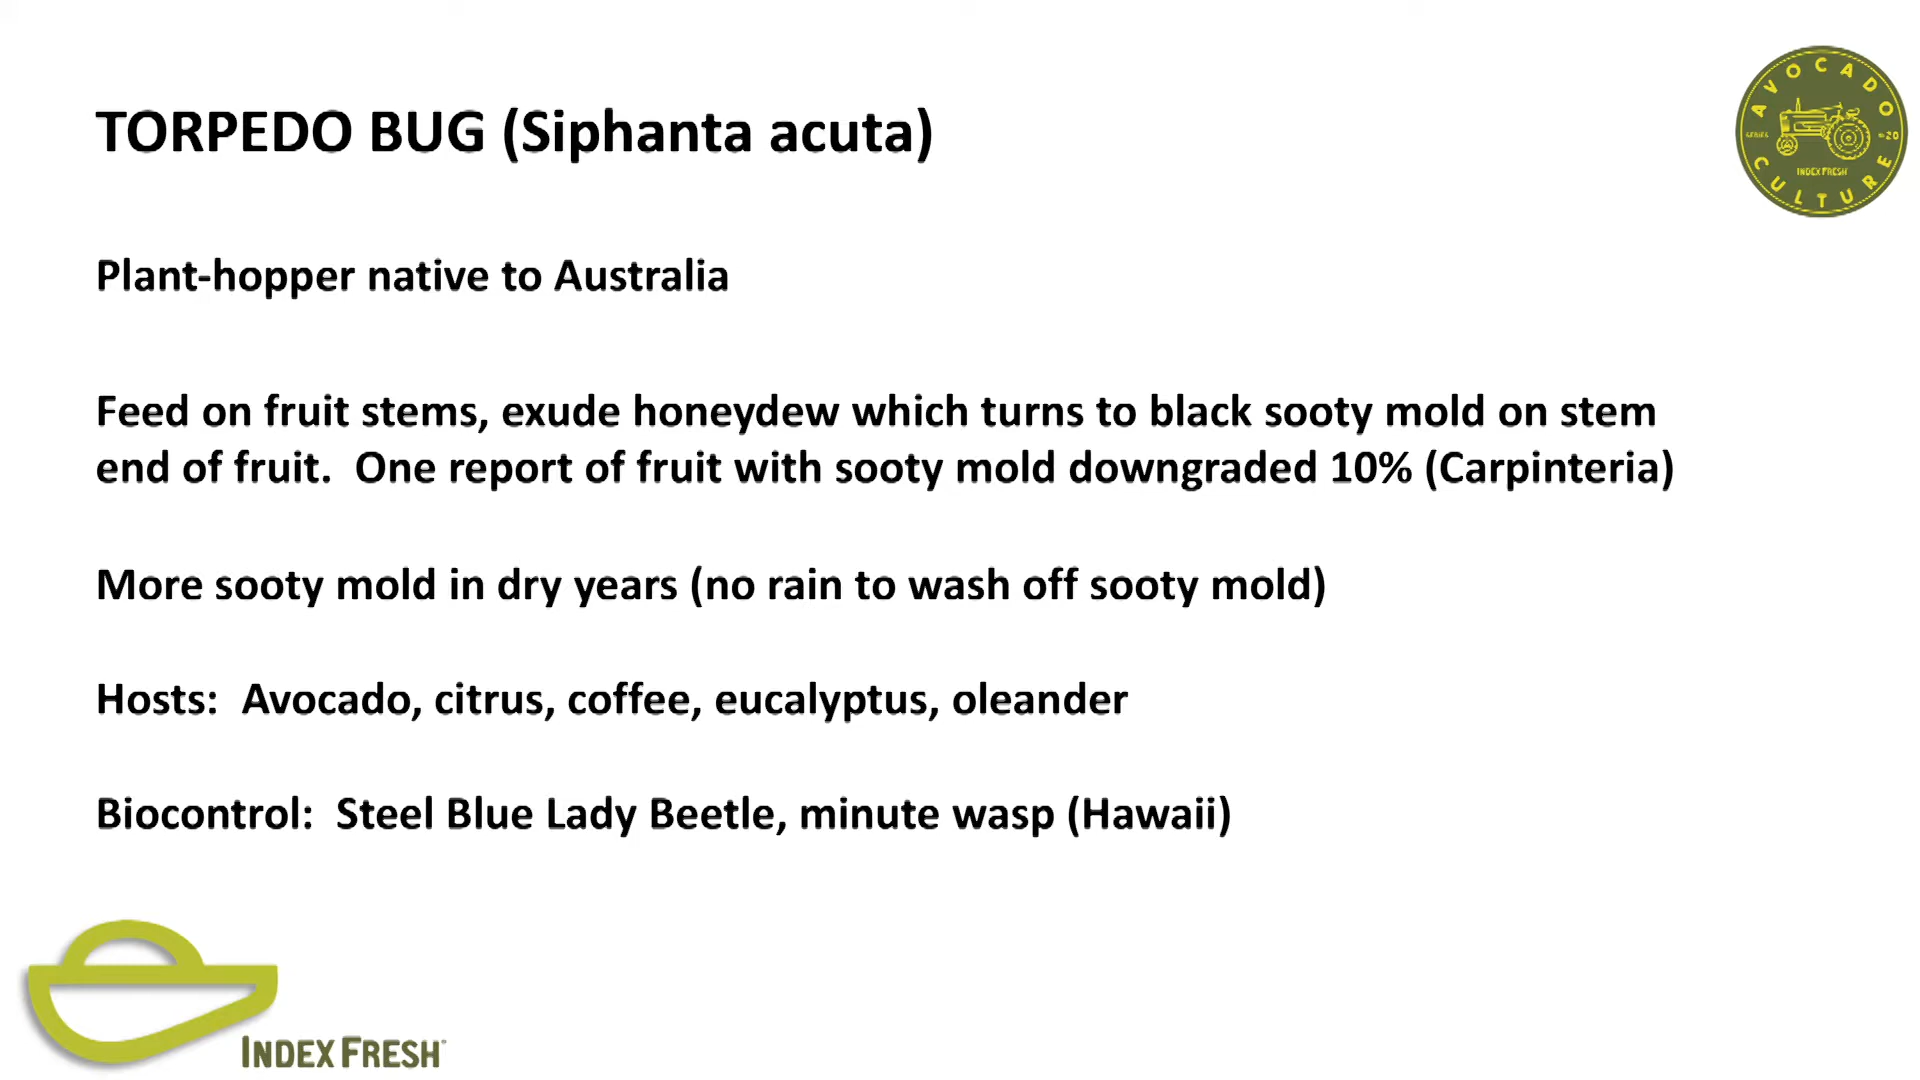 TORPEDO BUG (Siphanta acuta)
AVOCADO
SERIES
20
INDEX FRESH
CULTURE
Plant-hopper native to Australia
Feed on fruit stems, exude honeydew which turns to black sooty mold on stem
end of fruit.  One report of fruit with sooty mold downgraded 10% (Carpinteria)
More sooty mold in dry years (no rain to wash off sooty mold)
Hosts:  Avocado, citrus, coffee, eucalyptus, oleander
Biocontrol:  Steel Blue Lady Beetle, minute wasp (Hawaii)
INDEX FRESH